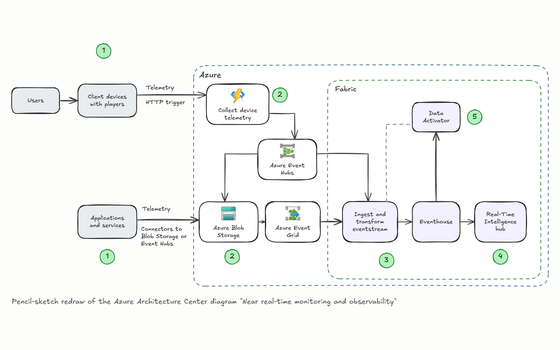 1
Azure
Telemetry
HTTP trigger
Users
Client devices
with players
Collect device
telemetry
2
Fabric
Data
Activator
5
Azure Event
Hubs
Telemetry
Connectors to
Blob Storage or
Event Hubs
Applications
and services
Azure Blob
Storage
Azure Event
Grid
Ingest and
transform
eventstream
Eventhouse
Real-Time
Intelligence
hub
1
2
3
4
Pencil-sketch redraw of the Azure Architecture Center diagram "Near real-time monitoring and observability"